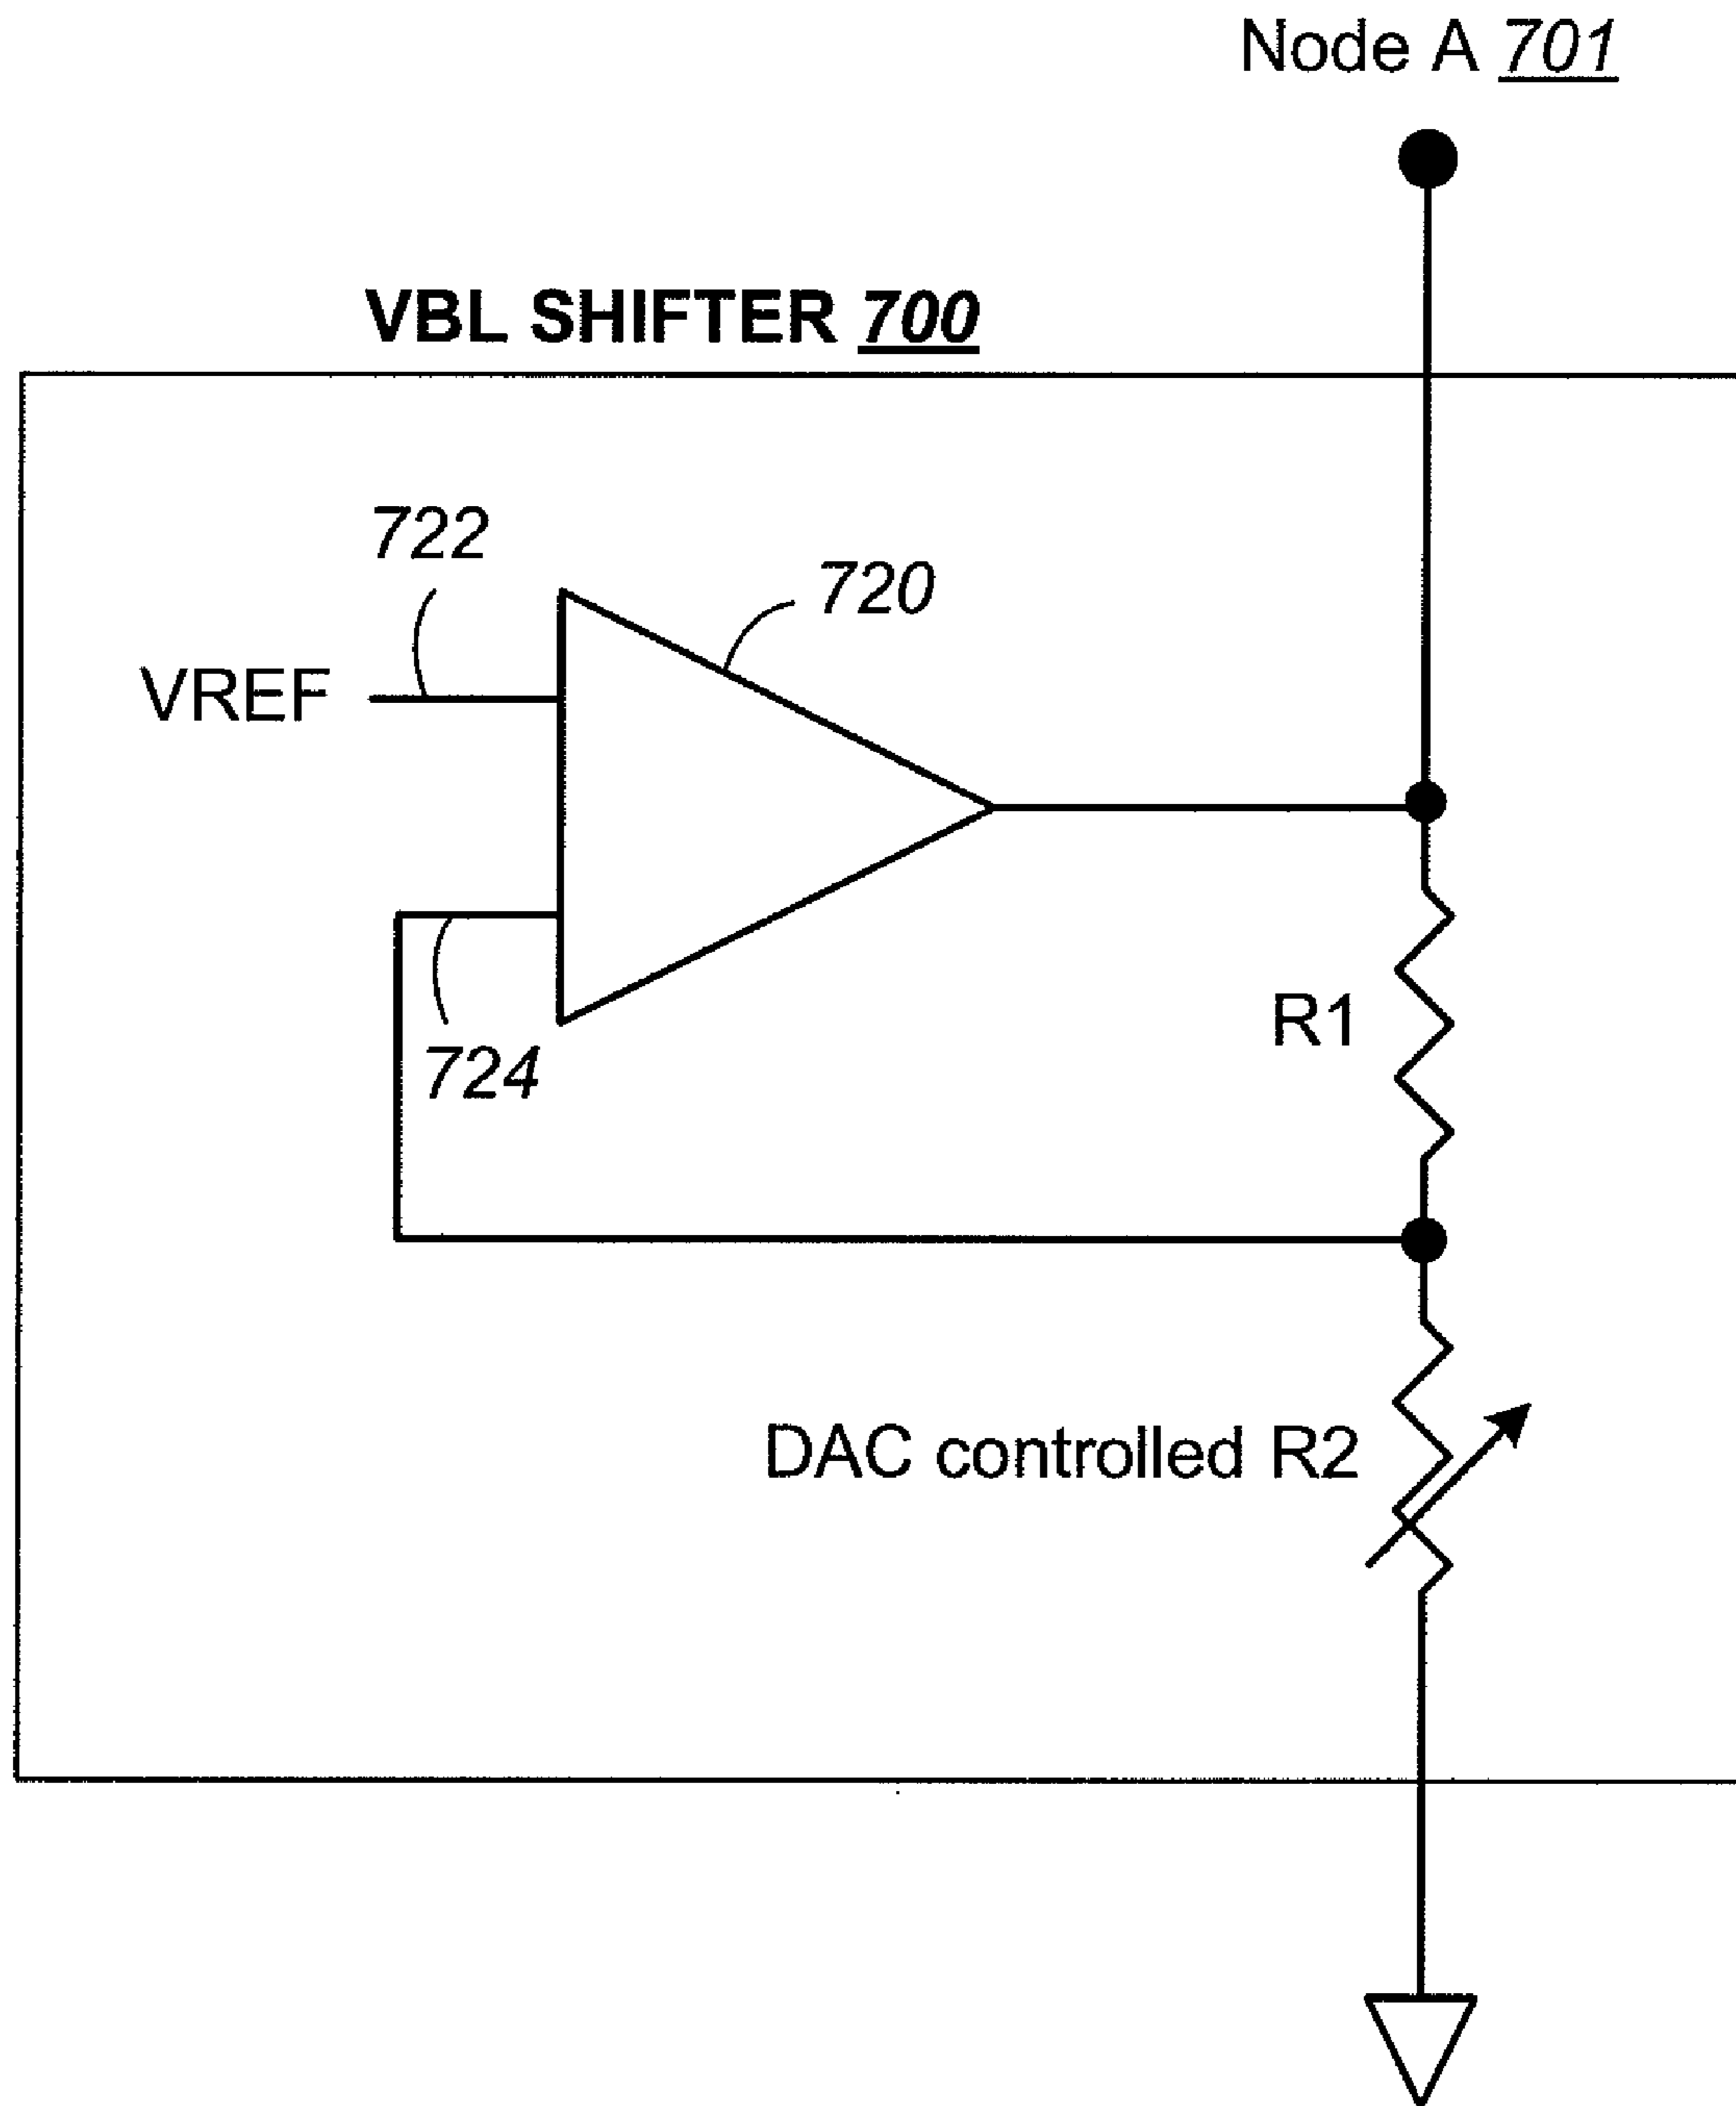 Node A 701
VBL SHIFTER 700
722
720
VREF
724
R1
DAC controlled R2